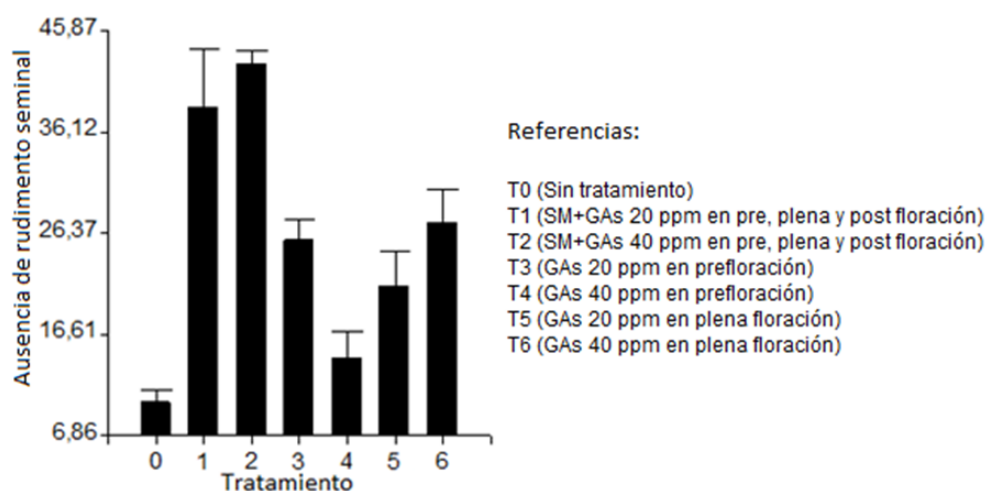 Ausencia de rudimento seminal
45,87
36,12
26,37
16,61
6,86
0 1 2 3 4 5 6
Tratamiento
Referencias:
T0 (Sin tratamiento)
T1 (SM+GAs 20 ppm en pre, plena y post floración)
T2 (SM+GAs 40 ppm en pre, plena y post floración)
T3 (GAs 20 ppm en prefloración)
T4 (GAs 40 ppm en prefloración)
T5 (GAs 20 ppm en plena floración)
T6 (GAs 40 ppm en plena floración)